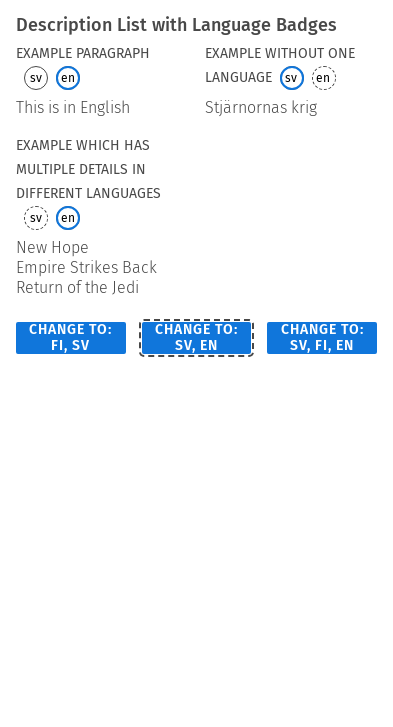 Description List with Language Badges
EXAMPLE PARAGRAPH
sv en
This is in English
EXAMPLE WITHOUT ONE
LANGUAGE sv en
Stjärnornas krig
EXAMPLE WHICH HAS
MULTIPLE DETAILS IN
DIFFERENT LANGUAGES
sv en
New Hope
Empire Strikes Back
Return of the Jedi
CHANGE TO:
FI, SV
CHANGE TO:
SV, EN
CHANGE TO:
SV, FI, EN